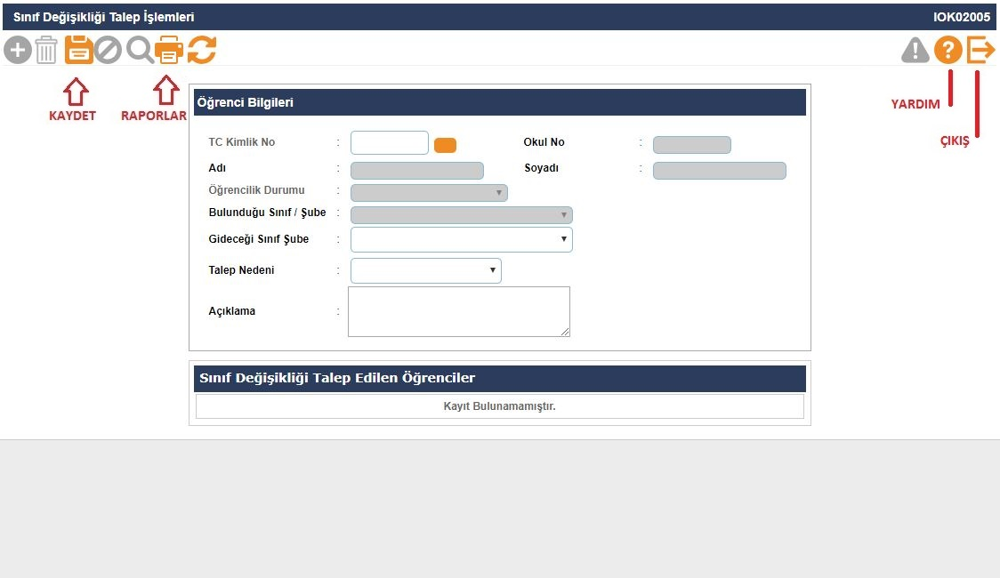 Sınıf Değişikliği Talep İşlemleri IOK02005
KAYDET RAPORLAR YARDIM
ÇIKIŞ
Öğrenci Bilgileri
TC Kimlik No : Okul No :
Adı : Soyadı :
Öğrencilik Durumu :
Bulunduğu Sınıf / Şube :
Gideceği Sınıf Şube :
Talep Nedeni :
Açıklama :
Sınıf Değişikliği Talep Edilen Öğrenciler
Kayıt Bulunamamıştır.